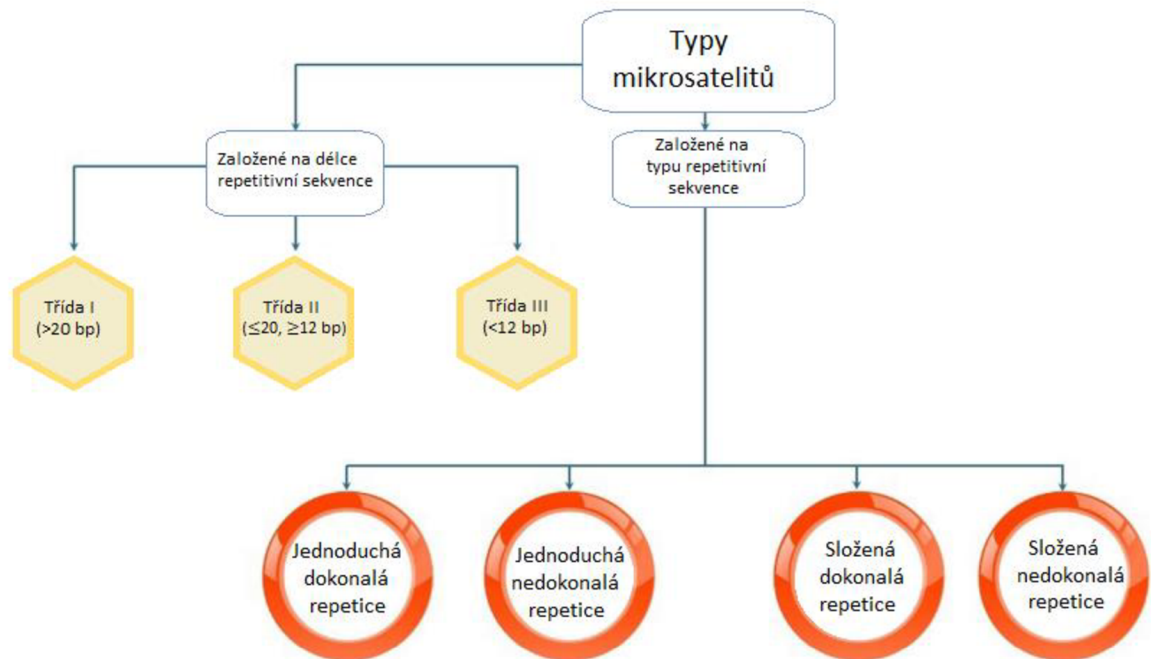 Typy
mikrosatelitů
Založené na délce
repetitivní sekvence
Založené na
typu repetitivní
sekvence
Třída I
(>20 bp)
Třída II
(≤20, ≥12 bp)
Třída III
(<12 bp)
Jednoduchá
dokonalá
repetice
Jednoduchá
nedokonalá
repetice
Složená
dokonalá
repetice
Složená
nedokonalá
repetice